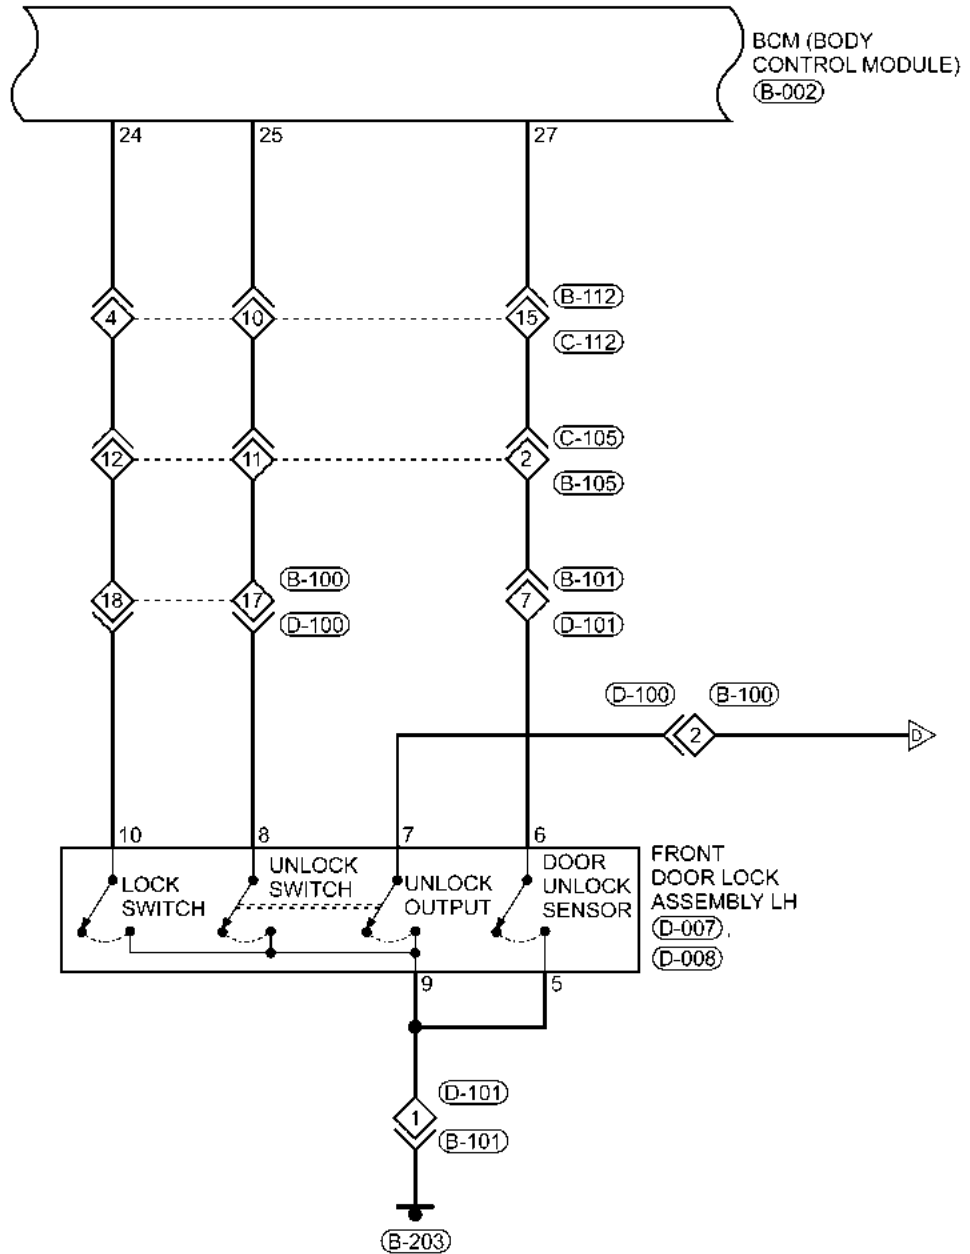 BCM (BODY
CONTROL MODULE)
B-002
24
25
27
B-112
4
10
15
C-112
C-105
12
11
2
B-105
B-100
B-101
18
17
7
D-100
D-101
D-100
B-100
2
D
10
8
7
6
LOCK
SWITCH
UNLOCK
SWITCH
UNLOCK
OUTPUT
DOOR
UNLOCK
SENSOR
FRONT
DOOR LOCK
ASSEMBLY LH
D-007,
D-008
9
5
D-101
1
B-101
B-203